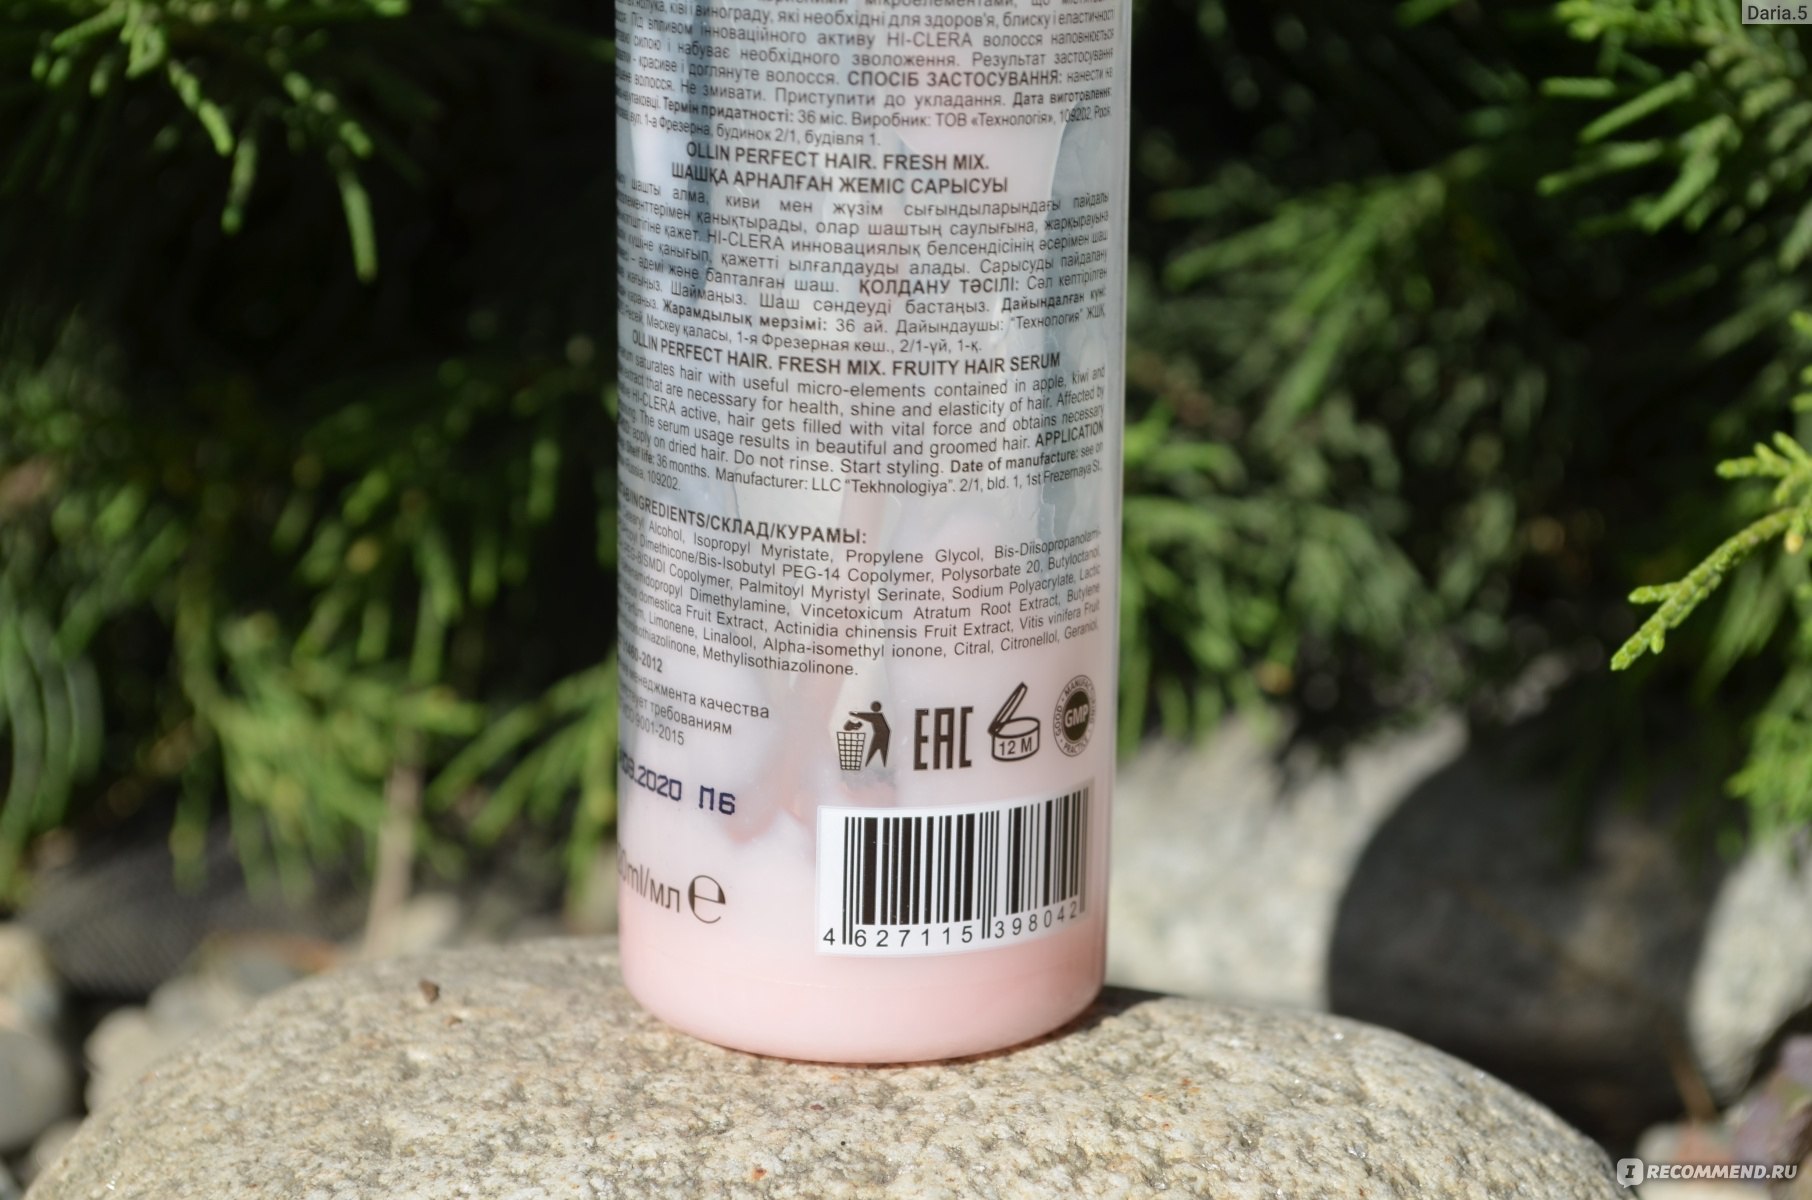 Daria.5
ківі і винограду, які необхідні для здоров'я, блиску і еластичності
впливом інноваційного активу HI-CLERA волосся наповнюється
силою і набуває необхідного зволоження. Результат застосування
- красиве і доглянуте волосся. СПОСІБ ЗАСТОСУВАННЯ: нанести на
волосся. Не змивати. Приступити до укладання. Дата виготовлення
Термін придатності: 36 міс. Виробник: ТОВ «Технологія», 109202,
вул. 1-а Фрезерна, будинок 2/1, будівля 1.
OLLIN PERFECT HAIR. FRESH MIX.
ШАШҚА АРНАЛҒАН ЖЕМІС САРЫСУЫ
шашты алма, киви мен жүзім сығындыларындағы пайдалы
қанықтырады, олар шаштың саулығына, жарқырауына
қажет. HI-CLERA инновациялық белсендісінің әсерімен шаш
күшіне қанығып, қажетті ылғалдауды алады. Сарысуды пайдалану
- әдемі және бапталған шаш. ҚОЛДАНУ ТӘСІЛІ: Сәл кептірілген
Шаймаңыз. Шаш сәндеуді бастаңыз. Дайындалған күні
Жарамдылық мерзімі: 36 ай. Дайындаушы: "Технология" ЖШҚ,
Мәскеу қаласы, 1-я Фрезерная көш., 2/1-үй, 1-қ.
OLLIN PERFECT HAIR. FRESH MIX. FRUITY HAIR SERUM
saturates hair with useful micro-elements contained in apple, kiwi and
extract that are necessary for health, shine and elasticity of hair. Affected by
HI-CLERA active, hair gets filled with vital force and obtains necessary
The serum usage results in beautiful and groomed hair. APPLICATION
apply on dried hair. Do not rinse. Start styling. Date of manufacture: see on
Shelf life: 36 months. Manufacturer: LLC "Tekhnologiya". 2/1, bld. 1, 1st Frezernaya St.,
Russia, 109202.
INGREDIENTS/СКЛАД/КУРАМЫ:
Alcohol, Isopropyl Myristate, Propylene Glycol, Bis-Diisopropanolami-
Dimethicone/Bis-Isobutyl PEG-14 Copolymer, Polysorbate 20, Butyloctanol,
Copolymer, Palmitoyl Myristyl Serinate, Sodium Polyacrylate, Lactic
Dimethylamine, Vincetoxicum Atratum Root Extract, Butylene
domestica Fruit Extract, Actinidia chinensis Fruit Extract, Vitis vinifera Fruit
Limonene, Linalool, Alpha-isomethyl ionone, Citral, Citronellol, Geraniol,
Methylisothiazolinone.
-2012
менеджмента качества
требованиям
9001-2015
EAC
12 M
GOOD MANUFACTURING PRACTICE
GMP
.2020 П6
ml/мл ℮
4 627115 398042
IRECOMMEND.RU